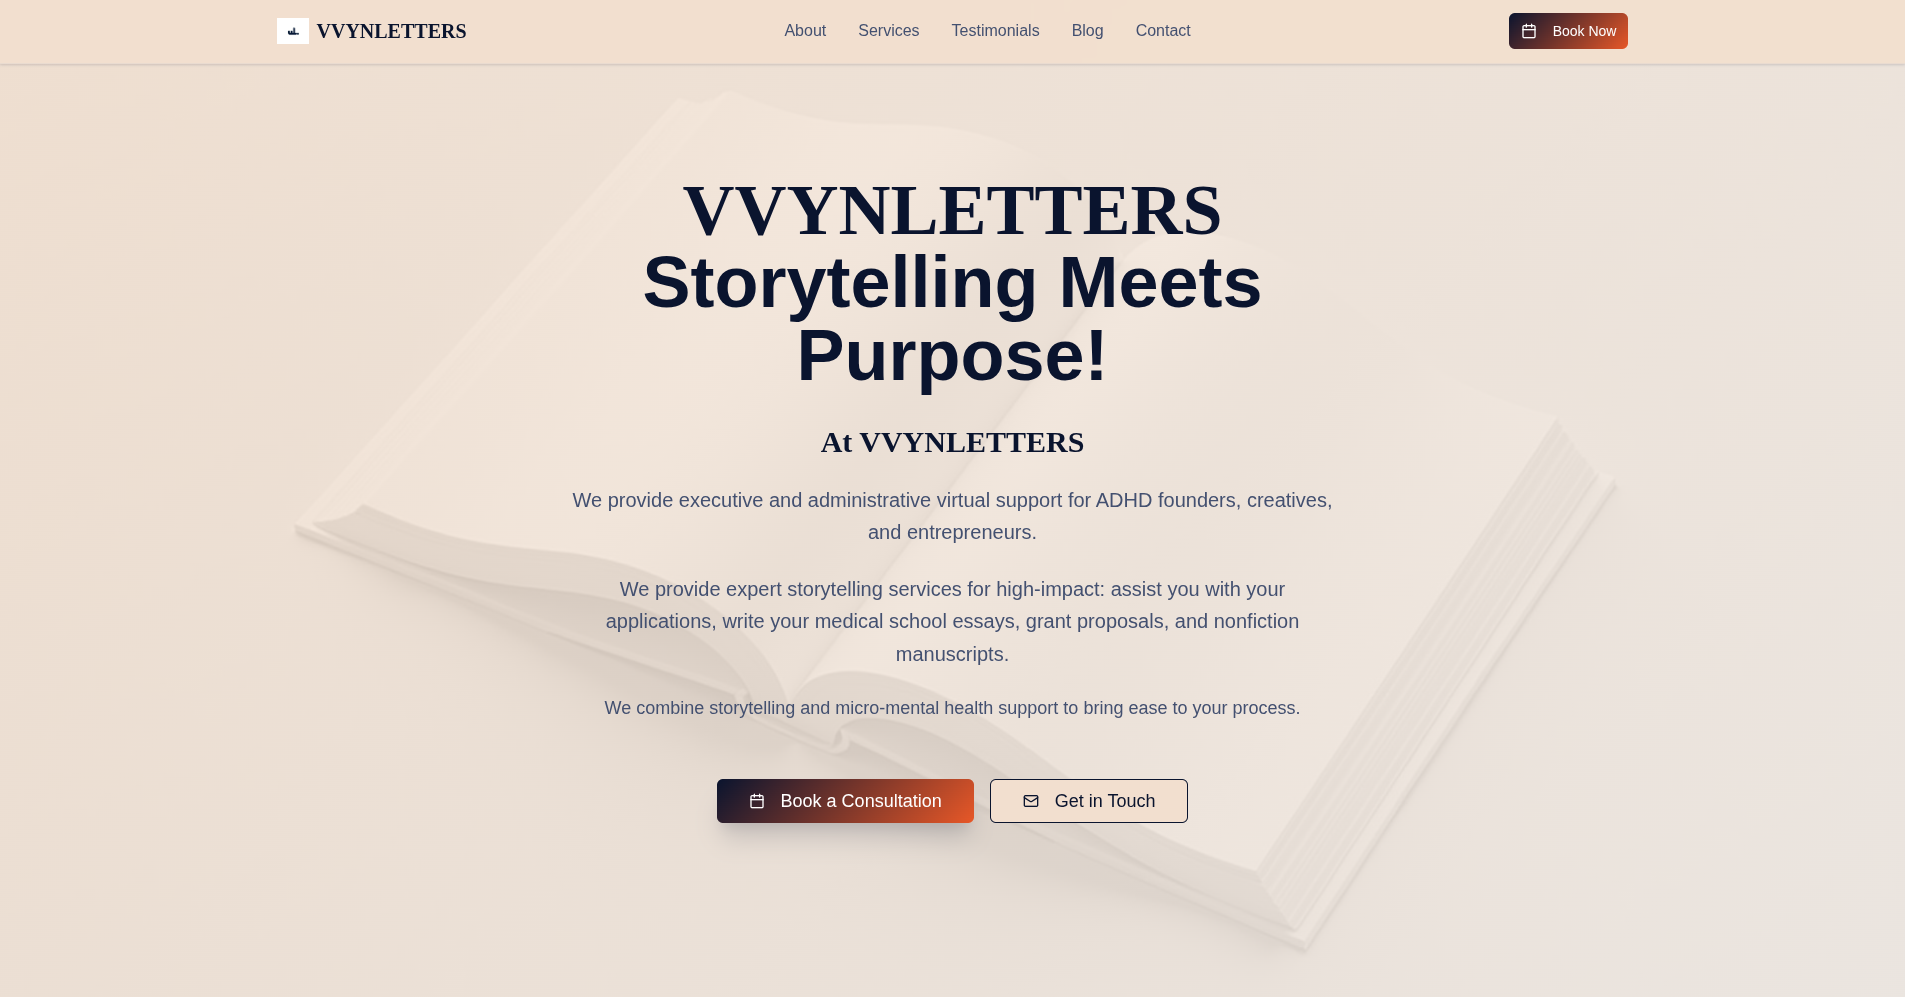 VVYNLETTERS
About
Services
Testimonials
Blog
Contact
Book Now
VVYNLETTERS
Storytelling Meets
Purpose!
At VVYNLETTERS
We provide executive and administrative virtual support for ADHD founders, creatives,
and entrepreneurs.
We provide expert storytelling services for high-impact: assist you with your
applications, write your medical school essays, grant proposals, and nonfiction
manuscripts.
We combine storytelling and micro-mental health support to bring ease to your process.
Book a Consultation
Get in Touch